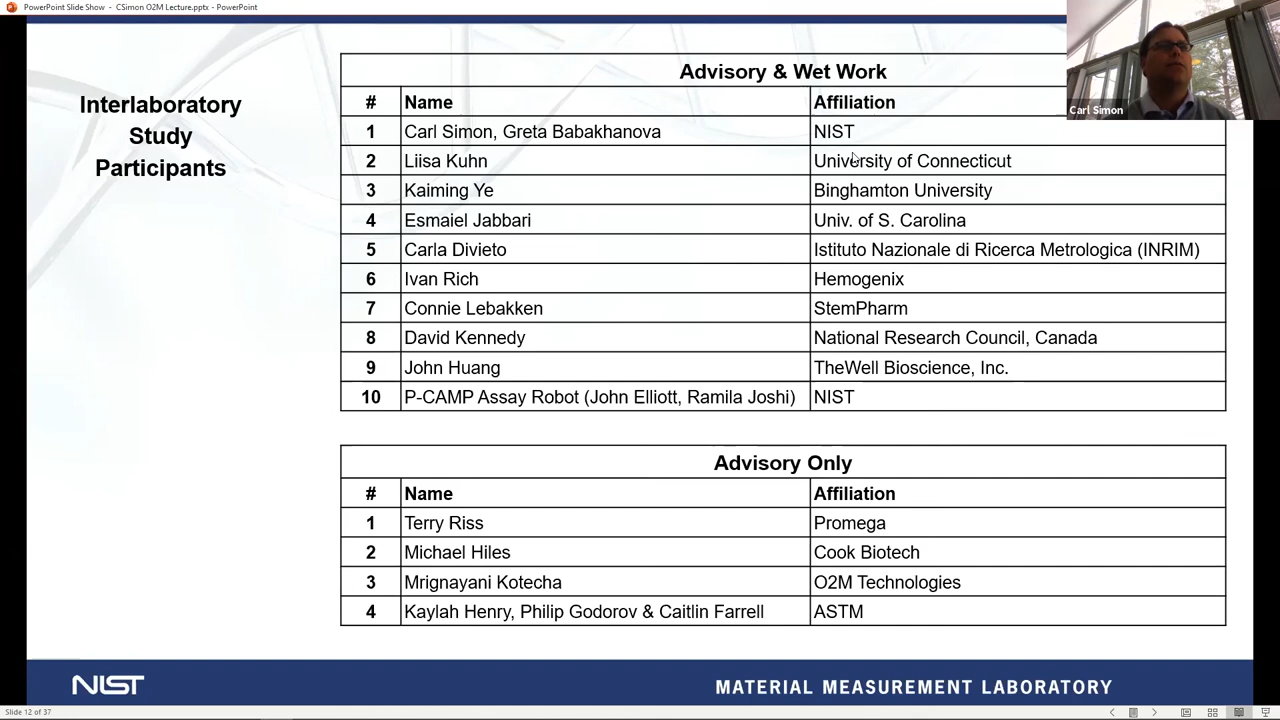 PowerPoint Slide Show - CSimon O2M Lecture.pptx - PowerPoint
Carl Simon
Interlaboratory
Study
Participants
Advisory & Wet Work
# Name Affiliation
1 Carl Simon, Greta Babakhanova NIST
2 Liisa Kuhn University of Connecticut
3 Kaiming Ye Binghamton University
4 Esmaiel Jabbari Univ. of S. Carolina
5 Carla Divieto Istituto Nazionale di Ricerca Metrologica (INRIM)
6 Ivan Rich Hemogenix
7 Connie Lebakken StemPharm
8 David Kennedy National Research Council, Canada
9 John Huang TheWell Bioscience, Inc.
10 P-CAMP Assay Robot (John Elliott, Ramila Joshi) NIST
Advisory Only
# Name Affiliation
1 Terry Riss Promega
2 Michael Hiles Cook Biotech
3 Mrignayani Kotecha O2M Technologies
4 Kaylah Henry, Philip Godorov & Caitlin Farrell ASTM
NIST
MATERIAL MEASUREMENT LABORATORY
Slide 12 of 37